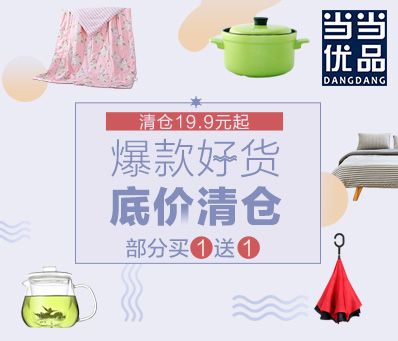 当当
优品
DANGDANG
清仓19.9元起
爆款好货
底价清仓
部分买1送1